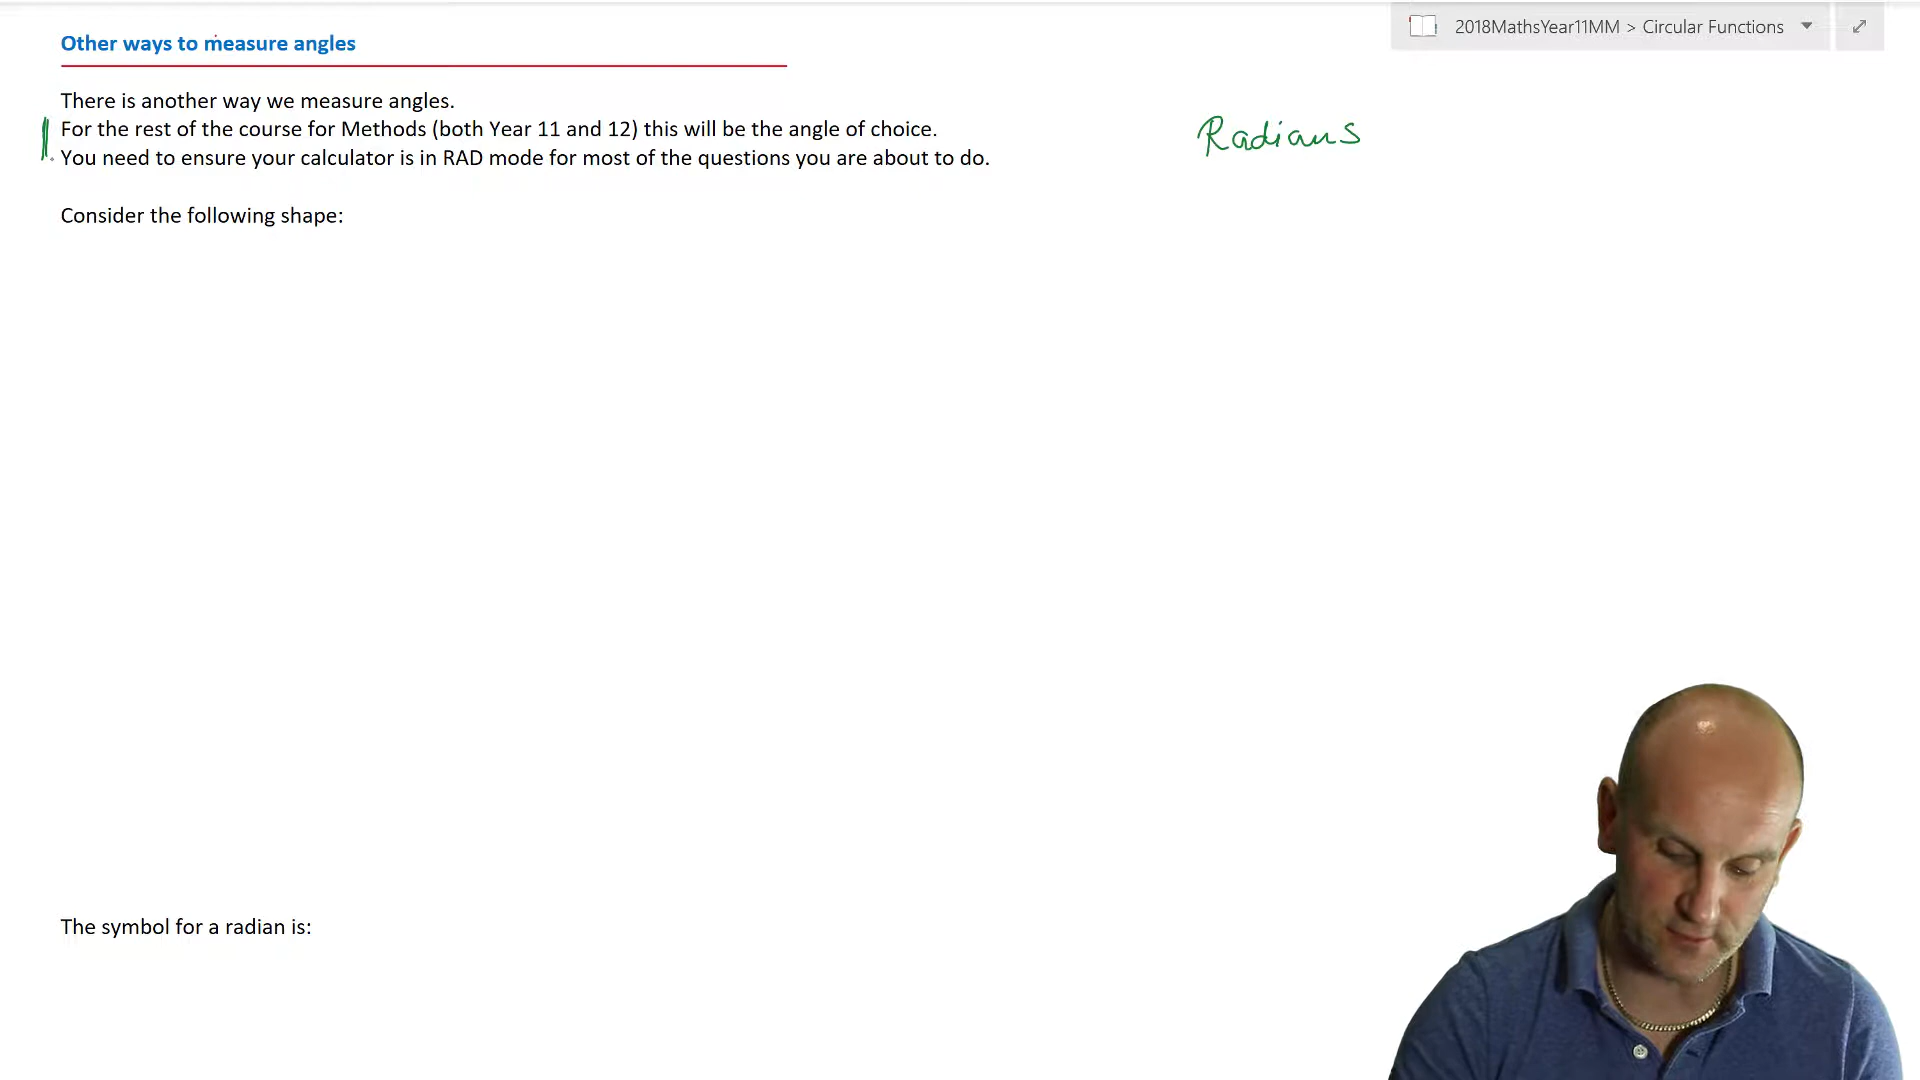 2018MathsYear11MM > Circular Functions
Other ways to measure angles
There is another way we measure angles.
For the rest of the course for Methods (both Year 11 and 12) this will be the angle of choice.
Radians
You need to ensure your calculator is in RAD mode for most of the questions you are about to do.
Consider the following shape:
The symbol for a radian is: